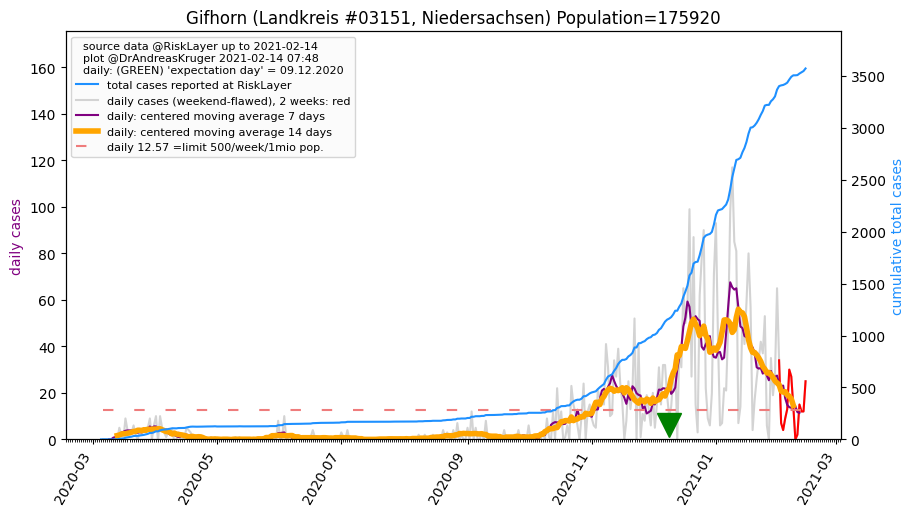 Gifhorn (Landkreis #03151, Niedersachsen) Population=175920
source data @RiskLayer up to 2021-02-14
plot @DrAndreasKruger 2021-02-14 07:48
daily: (GREEN) 'expectation day' = 09.12.2020
total cases reported at RiskLayer
daily cases (weekend-flawed), 2 weeks: red
daily: centered moving average 7 days
daily: centered moving average 14 days
daily 12.57 =limit 500/week/1mio pop.
daily cases
160
140
120
100
80
60
40
20
0
3500
3000
2500
2000
1500
1000
500
0
cumulative total cases
2020-03
2020-05
2020-07
2020-09
2020-11
2021-01
2021-03